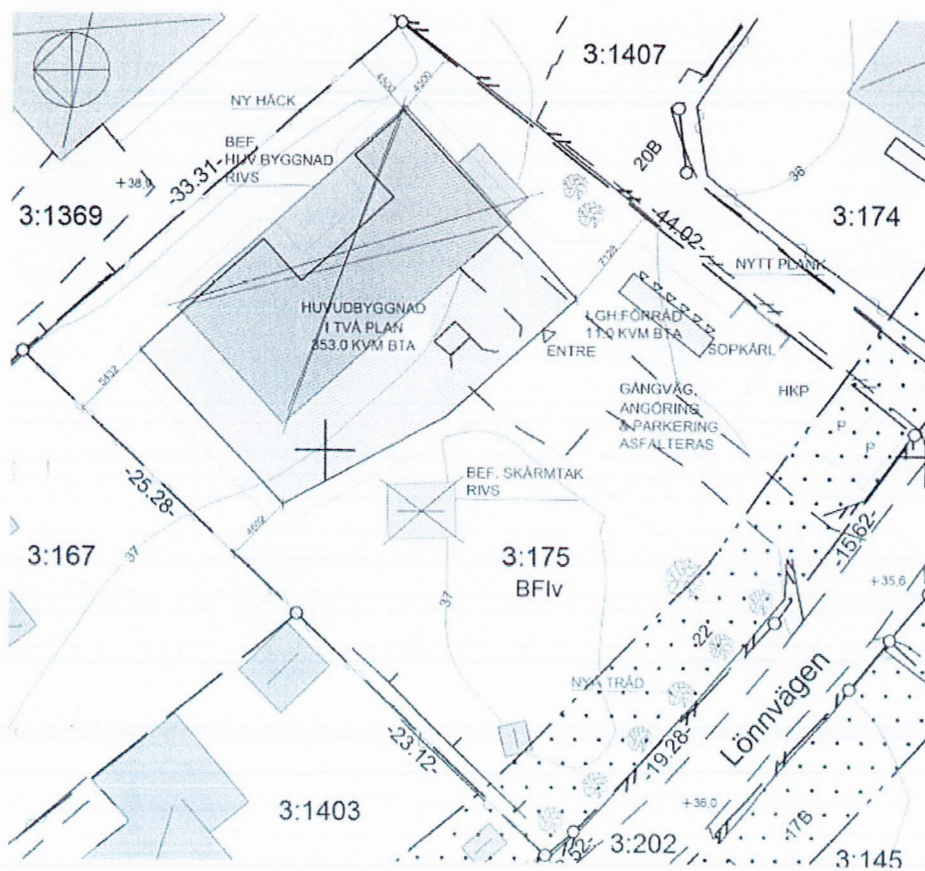 3:1407
4500
NY HÄCK
20B
BEF.
HUV.BYGGNAD
RIVS
38
-33.31-
3:1369
3:174
-44.02-
7128
NYTT PLANK
HUVUDBYGGNAD
I TVÅ PLAN
353.0 KVM BTA
LGH.FÖRRÅD
11.0 KVM BTA
ENTRE
SOPKÄRL
5432
GÅNGVÄG,
ANGÖRING
& PARKERING
ASFALTERAS
HKP
P
P
BEF. SKÄRMTAK
RIVS
-25.28-
-15.62-
3:167
37
3:175
BFIv
+35.6
37
22
NYA TRÄD
Lönnvägen
-23.12-
-19.28-
3:1403
+36,0
3:202
-17B
3:145